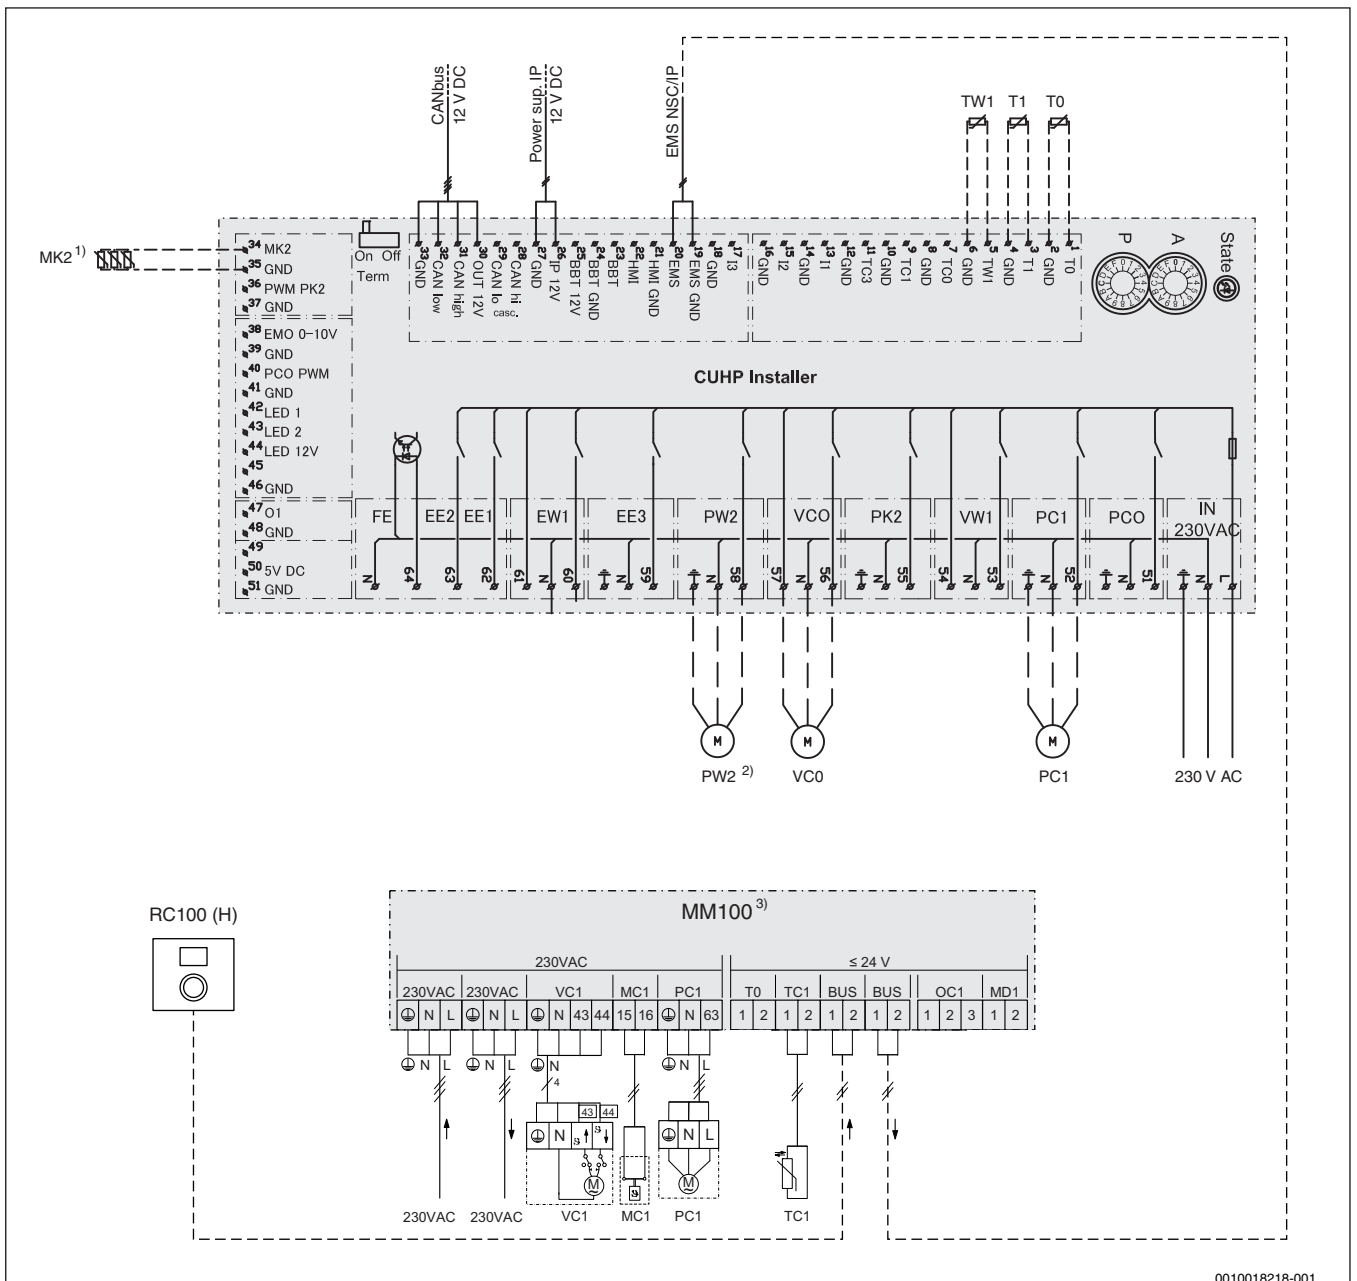 CANbus
12 V DC
Power sup. IP
12 V DC
EMS NSC/IP
TW1 T1 T0
MK2 1)
34 MK2
35 GND
36 PWM PK2
37 GND
38 EMO 0-10V
39 GND
40 PCO PWM
41 GND
42 LED 1
43 LED 2
44 LED 12V
45
46 GND
47 O1
48 GND
49
50 5V DC
51 GND
On Off
Term
33 GND
32 CAN low
31 CAN high
30 OUT 12V
29 CAN lo
28 CAN hi
casc.
27 GND
26 IP 12V
25 BBT 12V
24 BBT GND
23 BBT
22 HMI
21 HMI GND
20 EMS
19 EMS GND
18 GND
17 I3
16 GND
15 I2
14 GND
13 I1
12 GND
11 TC3
10 GND
9 TC1
8 GND
7 TC0
6 GND
5 TW1
4 GND
3 T1
2 GND
1 T0
P A State
CUHP Installer
FE EE2 EE1 EW1 EE3 PW2 VCO PK2 VW1 PC1 PCO IN
230VAC
N 64 63 62 61 N 60 N 59 N 58 57 N 56 N 55 54 N 53 N 52 N 51 N L
M M M
PW2 2) VC0 PC1 230 V AC
RC100 (H)
MM100 3)
230VAC ≤ 24 V
230VAC 230VAC VC1 MC1 PC1 T0 TC1 BUS BUS OC1 MD1
N L N L N 43 44 15 16 N 63 1 2 1 2 1 2 1 2 1 2 3 1 2
N L N L N N L
4
43 44
N N L
M M
230VAC 230VAC VC1 MC1 PC1 TC1
0010018218-001